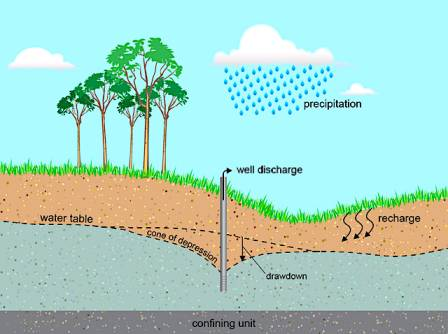 precipitation
well discharge
water table
recharge
cone of depression
drawdown
confining unit